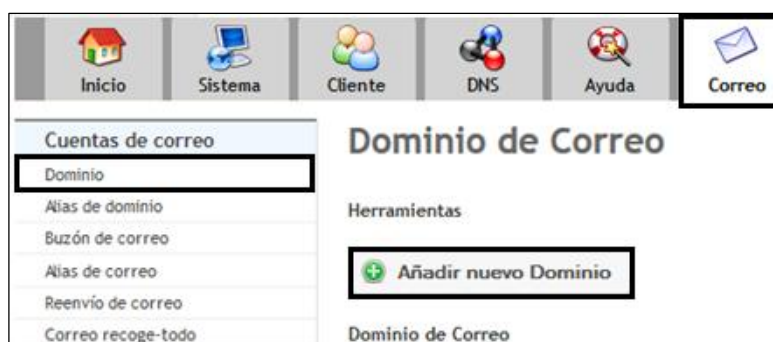 Inicio
Sistema
Cliente
DNS
Ayuda
Correo
Cuentas de correo
Dominio
Alias de dominio
Buzón de correo
Alias de correo
Reenvío de correo
Correo recoge-todo
Dominio de Correo
Herramientas
Añadir nuevo Dominio
Dominio de Correo